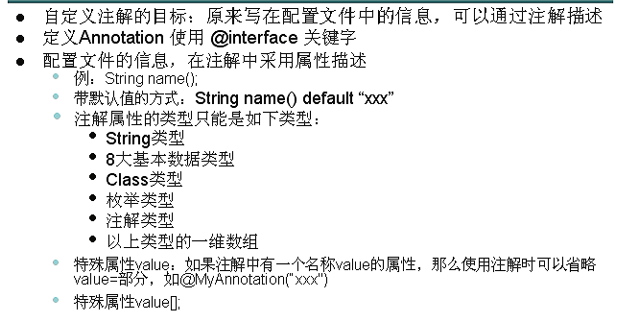 自定义注解的目标：原来写在配置文件中的信息，可以通过注解描述
定义Annotation 使用 @interface 关键字
配置文件的信息，在注解中采用属性描述
例：String name();
带默认值的方式：String name() default “xxx”
注解属性的类型只能是如下类型：
String类型
8大基本数据类型
Class类型
枚举类型
注解类型
以上类型的一维数组
特殊属性value：如果注解中有一个名称value的属性，那么使用注解时可以省略
value=部分，如@MyAnnotation("xxx")
特殊属性value[];